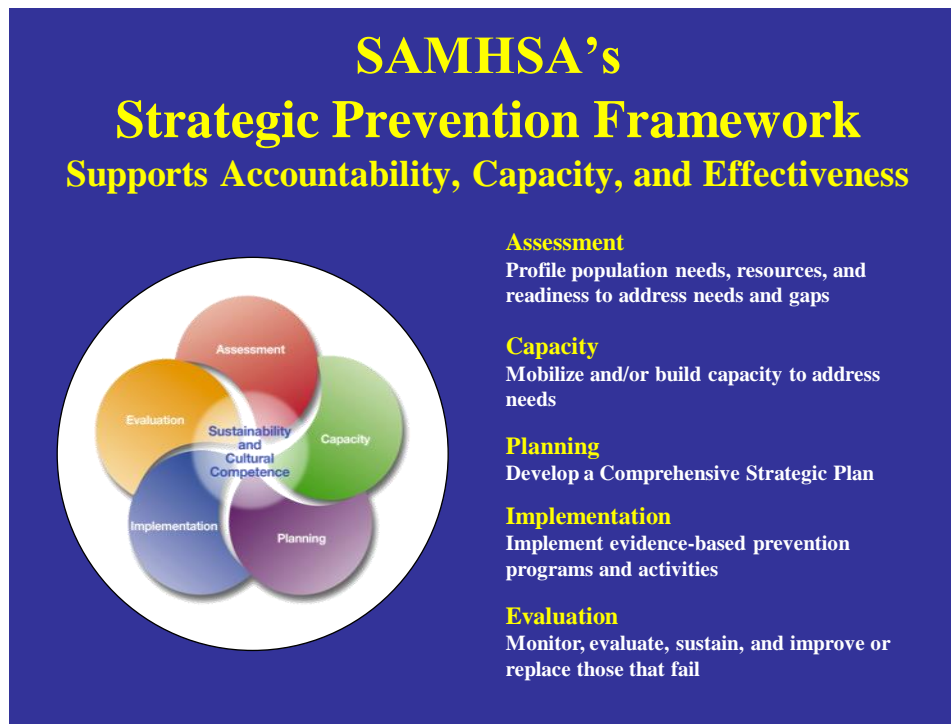 SAMHSA’s
Strategic Prevention Framework
Supports Accountability, Capacity, and Effectiveness
Assessment
Evaluation
Capacity
Sustainability
and
Cultural
Competence
Implementation
Planning
Assessment
Profile population needs, resources, and
readiness to address needs and gaps
Capacity
Mobilize and/or build capacity to address
needs
Planning
Develop a Comprehensive Strategic Plan
Implementation
Implement evidence-based prevention
programs and activities
Evaluation
Monitor, evaluate, sustain, and improve or
replace those that fail